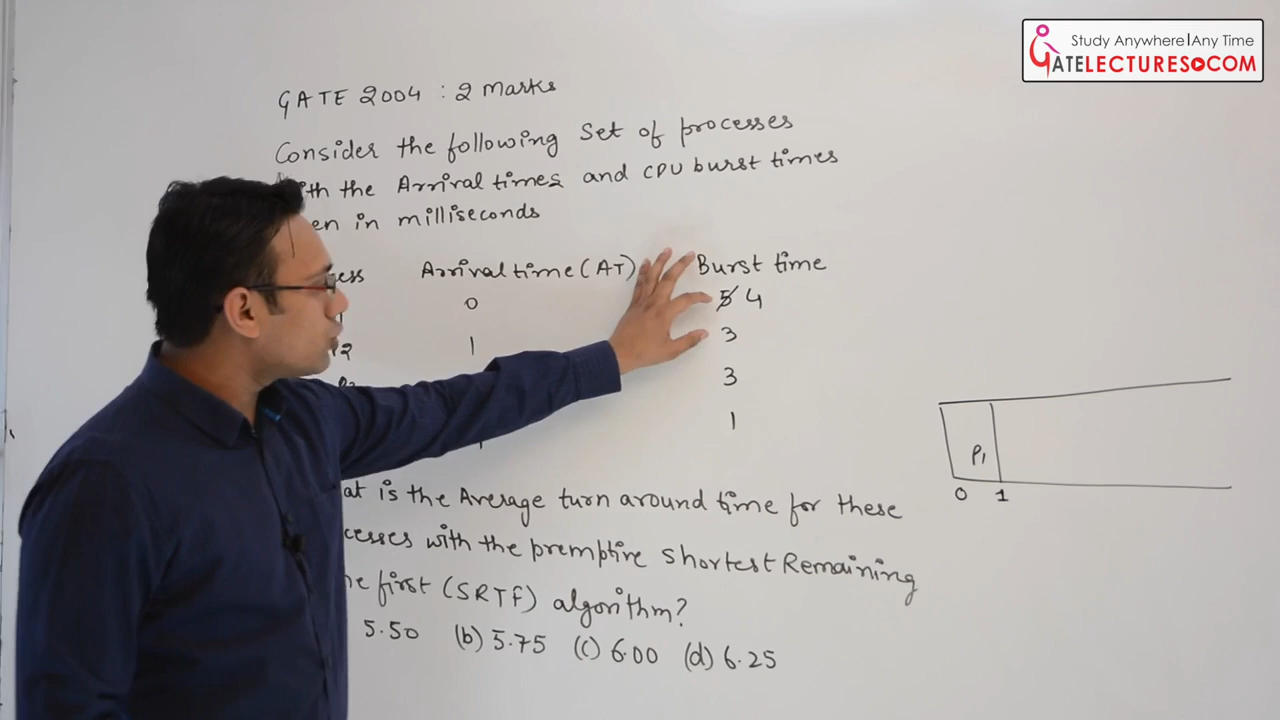 Study Anywhere|Any Time
GATELECTURES.COM
GATE 2004 : 2 Marks
Consider the following Set of processes
the Arrival times and CPU burst times
in milliseconds
Arrival time (AT) Burst time
0 5 4
P2 1 3
3
1
is the Average turn around time for these
with the premptive Shortest Remaining
first (SRTF) algorithm?
5.50 (b) 5.75 (c) 6.00 (d) 6.25
P1
0 1